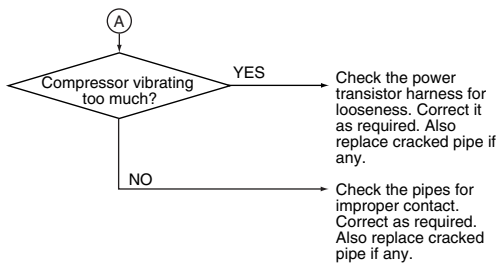 A
Compressor vibrating
too much?
YES
Check the power
transistor harness for
looseness. Correct it
as required. Also
replace cracked pipe if
any.
NO
Check the pipes for
improper contact.
Correct as required.
Also replace cracked
pipe if any.